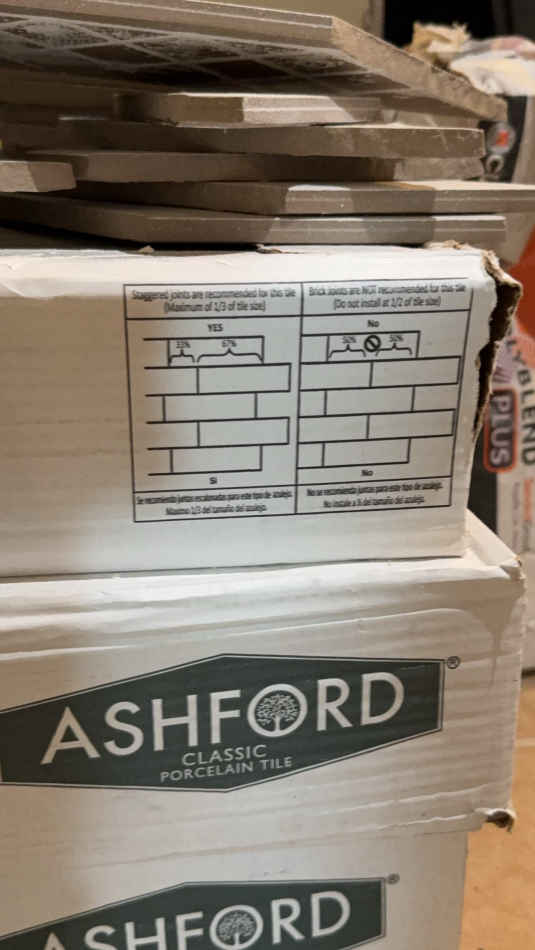 Staggered joints are recommended for this tile
(Maximum of 1/3 of tile size)
YES
33% 67%
Si
Se recomienda juntas escalonadas para este tipo de azulejo.
Maximo 1/3 del tamaño del azulejo.
Brick Joints are NOT recommended for this tile
(Do not install at 1/2 of tile size)
No
50% 50%
No
No se recomienda juntas para este tipo de azulejo.
No instale a ½ del tamaño del azulejo.
LYBLEND
PLUS
ASHFORD®
CLASSIC
PORCELAIN TILE
ASHFORD®